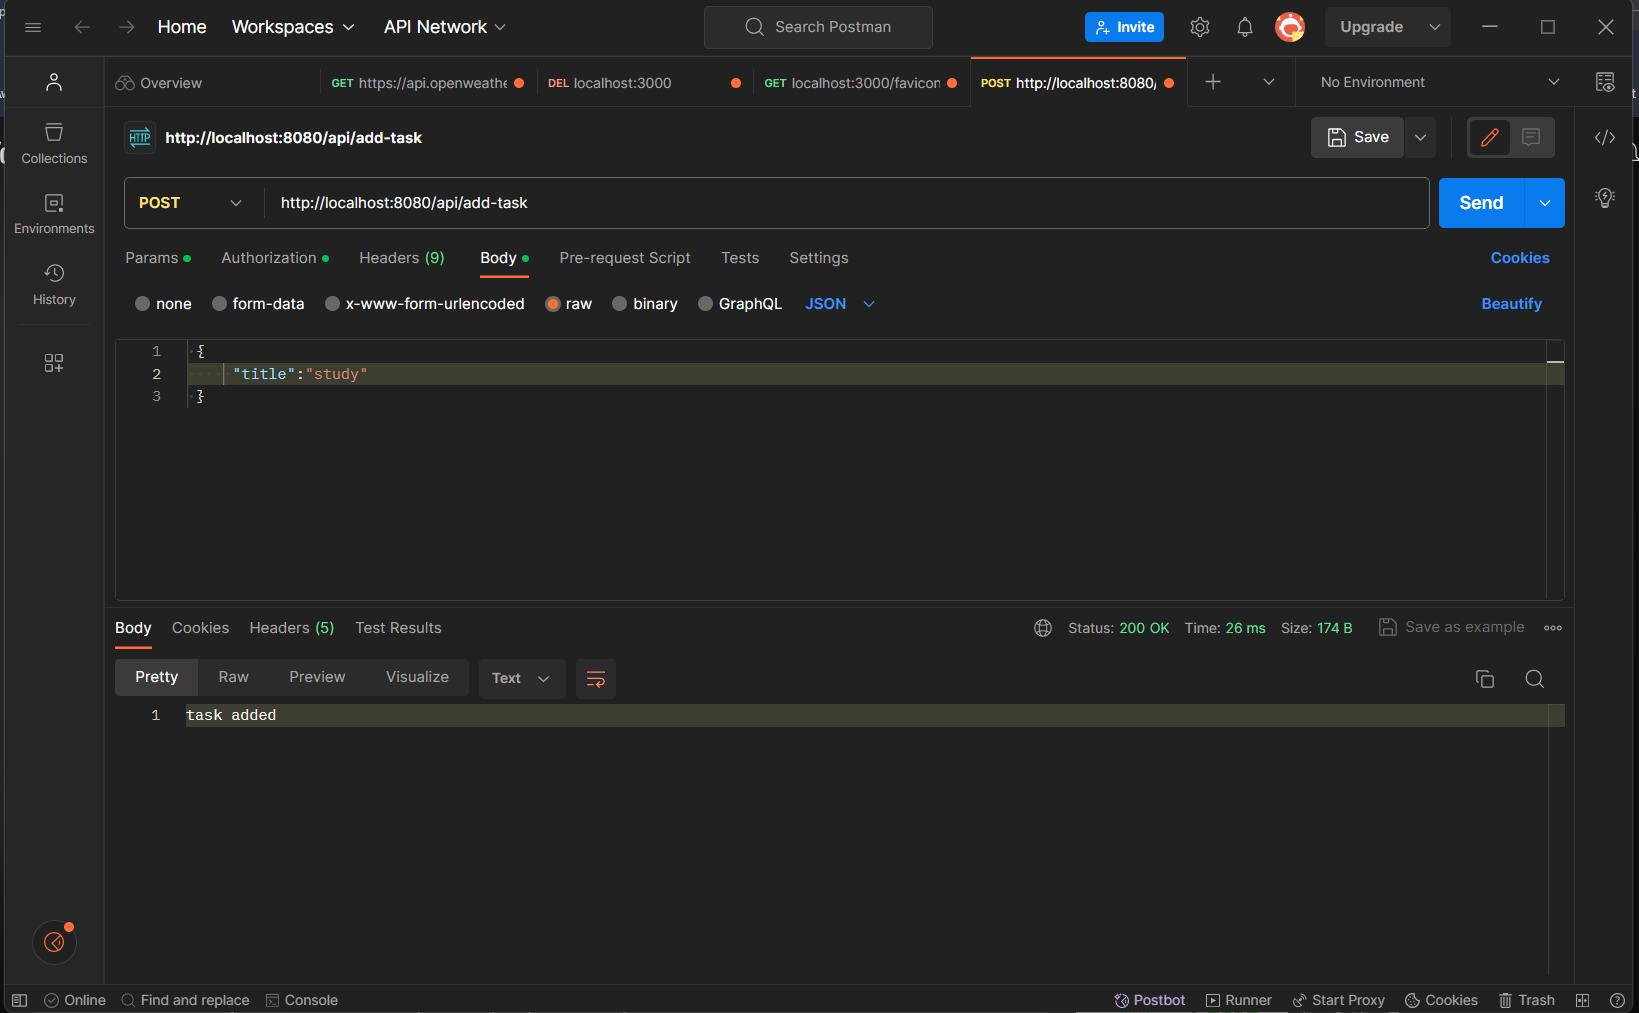 Home Workspaces API Network Search Postman Invite Upgrade
Overview GET https://api.openweathe DEL localhost:3000 GET localhost:3000/favicon POST http://localhost:8080/ No Environment
HTTP http://localhost:8080/api/add-task Save
Collections
POST http://localhost:8080/api/add-task Send
Environments
Params Authorization Headers (9) Body Pre-request Script Tests Settings Cookies
History
none form-data x-www-form-urlencoded raw binary GraphQL JSON Beautify
1 {
2 "title":"study"
3 }
Body Cookies Headers (5) Test Results Status: 200 OK Time: 26 ms Size: 174 B Save as example
Pretty Raw Preview Visualize Text
1 task added
Online Find and replace Console Postbot Runner Start Proxy Cookies Trash